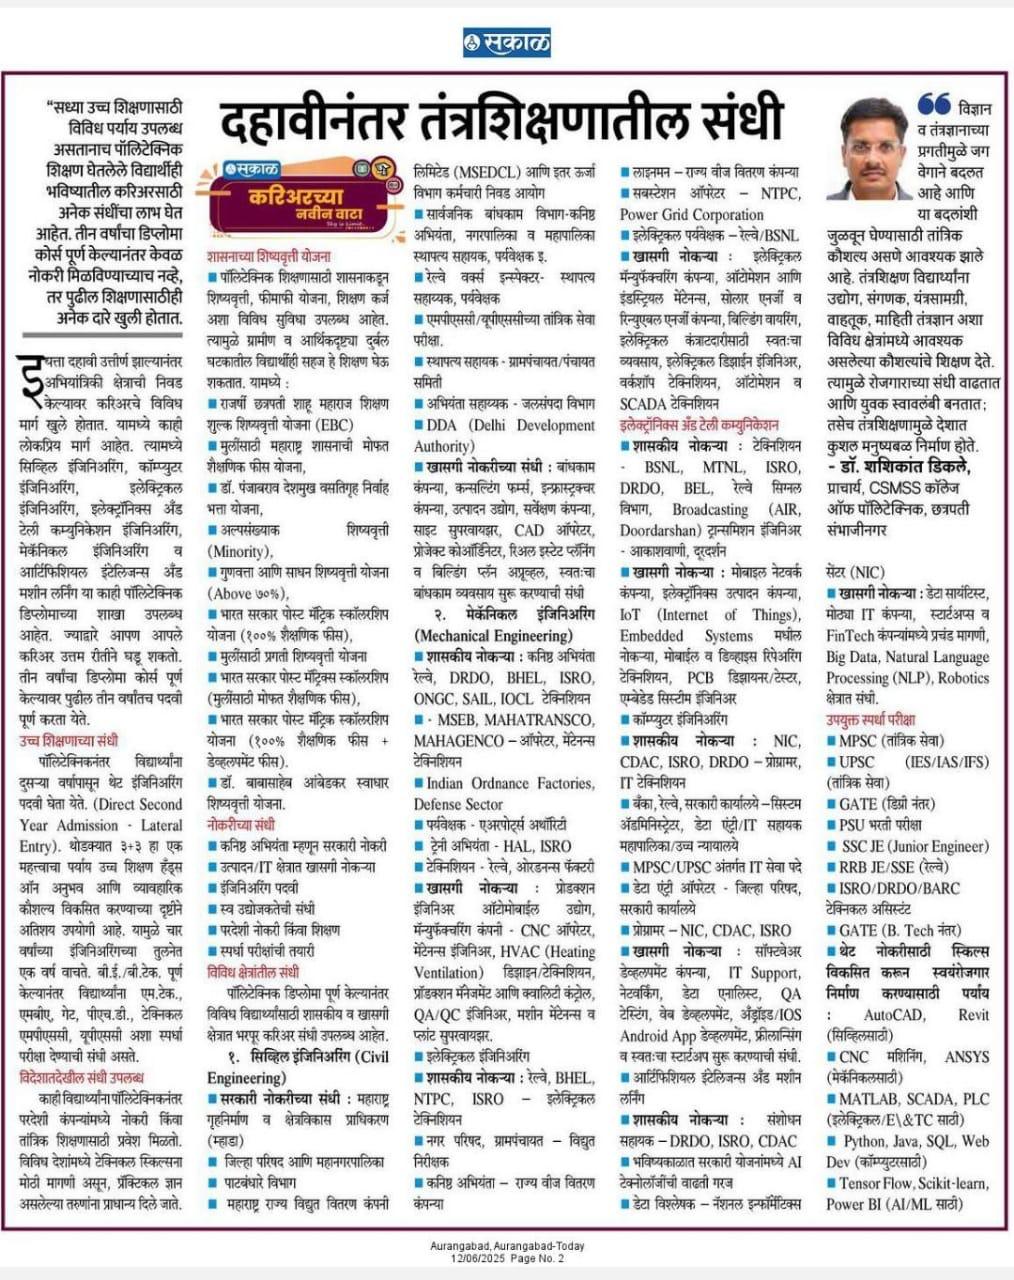 सकाळ
दहावीनंतर तंत्रशिक्षणातील संधी
“सध्या उच्च शिक्षणासाठी
विविध पर्याय उपलब्ध
असतानाच पॉलिटेक्निक
शिक्षण घेतलेले विद्यार्थीही
भविष्यातील करिअरसाठी
अनेक संधींचा लाभ घेत
आहेत. तीन वर्षांचा डिप्लोमा
कोर्स पूर्ण केल्यानंतर केवळ
नोकरी मिळविण्याच्याच नव्हे,
तर पुढील शिक्षणासाठीही
अनेक दारे खुली होतात.
इयत्ता दहावी उत्तीर्ण झाल्यानंतर
अभियांत्रिकी क्षेत्राची निवड
केल्यावर करिअरचे विविध
मार्ग खुले होतात. यामध्ये काही
लोकप्रिय मार्ग आहेत. त्यामध्ये
सिव्हिल इंजिनिअरिंग, कॉम्प्युटर
इंजिनिअरिंग, इलेक्ट्रिकल
इंजिनिअरिंग, इलेक्ट्रॉनिक्स अँड
टेली कम्युनिकेशन इंजिनिअरिंग,
मेकॅनिकल इंजिनिअरिंग व
आर्टिफिशियल इंटेलिजन्स अँड
मशीन लर्निंग या काही पॉलिटेक्निक
डिप्लोमाच्या शाखा उपलब्ध
आहेत. ज्याद्वारे आपण आपले
करिअर उत्तम रीतीने घडू शकतो.
तीन वर्षांचा डिप्लोमा कोर्स पूर्ण
केल्यावर पुढील तीन वर्षांतच पदवी
पूर्ण करता येते.
उच्च शिक्षणाच्या संधी
पॉलिटेक्निकनंतर विद्यार्थ्यांना
दुसऱ्या वर्षापासून थेट इंजिनिअरिंग
पदवी घेता येते. (Direct Second
Year Admission - Lateral
Entry). थोडक्यात ३+३ हा एक
महत्त्वाचा पर्याय उच्च शिक्षण हँड्स
ऑन अनुभव आणि व्यावहारिक
कौशल्य विकसित करण्याच्या दृष्टीने
अतिशय उपयोगी आहे. यामुळे चार
वर्षांच्या इंजिनिअरिंगच्या तुलनेत
एक वर्ष वाचते. बी.ई./बी.टेक. पूर्ण
केल्यानंतर विद्यार्थ्यांना एम.टेक.,
एमबीए, गेट, पीएच.डी., टेक्निकल
एमपीएससी, यूपीएससी अशा स्पर्धा
परीक्षा देण्याची संधी असते.
विदेशातदेखील संधी उपलब्ध
काही विद्यार्थ्यांना पॉलिटेक्निकनंतर
परदेशी कंपन्यांमध्ये नोकरी किंवा
तांत्रिक शिक्षणासाठी प्रवेश मिळतो.
विविध देशांमध्ये टेक्निकल स्किल्सना
मोठी मागणी असून, प्रॅक्टिकल ज्ञान
असलेल्या तरुणांना प्राधान्य दिले जाते.
सकाळ
करिअरच्या
नवीन वाटा
शासनाच्या शिष्यवृत्ती योजना
■ पॉलिटेक्निक शिक्षणासाठी शासनाकडून
शिष्यवृत्ती, फीमाफी योजना, शिक्षण कर्ज
अशा विविध सुविधा उपलब्ध आहेत.
त्यामुळे ग्रामीण व आर्थिकदृष्ट्या दुर्बल
घटकातील विद्यार्थीही सहज हे शिक्षण घेऊ
शकतात. यामध्ये :
■ राजर्षी छत्रपती शाहू महाराज शिक्षण
शुल्क शिष्यवृत्ती योजना (EBC)
■ मुलींसाठी महाराष्ट्र शासनाची मोफत
शैक्षणिक फीस योजना,
■ डॉ. पंजाबराव देशमुख वसतिगृह निर्वाह
भत्ता योजना,
■ अल्पसंख्याक शिष्यवृत्ती
(Minority),
■ गुणवत्ता आणि साधन शिष्यवृत्ती योजना
(Above ७०%),
■ भारत सरकार पोस्ट मॅट्रिक स्कॉलरशिप
योजना (१००% शैक्षणिक फीस),
■ मुलींसाठी प्रगती शिष्यवृत्ती योजना
■ भारत सरकार पोस्ट मॅट्रिक्स स्कॉलरशिप
(मुलींसाठी मोफत शैक्षणिक फीस),
■ भारत सरकार पोस्ट मॅट्रिक स्कॉलरशिप
योजना (१००% शैक्षणिक फीस +
डेव्हलपमेंट फीस).
■ डॉ. बाबासाहेब आंबेडकर स्वाधार
शिष्यवृत्ती योजना.
नोकरीच्या संधी
■ कनिष्ठ अभियंता म्हणून सरकारी नोकरी
■ उत्पादन/IT क्षेत्रात खासगी नोकऱ्या
■ इंजिनिअरिंग पदवी
■ स्व उद्योजकतेची संधी
■ परदेशी नोकरी किंवा शिक्षण
■ स्पर्धा परीक्षांची तयारी
विविध क्षेत्रांतील संधी
पॉलिटेक्निक डिप्लोमा पूर्ण केल्यानंतर
विविध विद्यार्थ्यांसाठी शासकीय व खासगी
क्षेत्रात भरपूर करिअर संधी उपलब्ध आहेत.
१. सिव्हिल इंजिनिअरिंग (Civil
Engineering)
■ सरकारी नोकरीच्या संधी : महाराष्ट्र
गृहनिर्माण व क्षेत्रविकास प्राधिकरण
(म्हाडा)
■ जिल्हा परिषद आणि महानगरपालिका
■ पाटबंधारे विभाग
■ महाराष्ट्र राज्य विद्युत वितरण कंपनी
लिमिटेड (MSEDCL) आणि इतर ऊर्जा
विभाग कर्मचारी निवड आयोग
■ सार्वजनिक बांधकाम विभाग-कनिष्ठ
अभियंता, नगरपालिका व महापालिका
स्थापत्य सहायक, पर्यवेक्षक इ.
■ रेल्वे वर्क्स इन्स्पेक्टर- स्थापत्य
सहाय्यक, पर्यवेक्षक
■ एमपीएससी/यूपीएससीच्या तांत्रिक सेवा
परीक्षा.
■ स्थापत्य सहायक - ग्रामपंचायत/पंचायत
समिती
■ अभियंता सहाय्यक - जलसंपदा विभाग
■ DDA (Delhi Development
Authority)
■ खासगी नोकरीच्या संधी : बांधकाम
कंपन्या, कन्सल्टिंग फर्म्स, इन्फ्रास्ट्रक्चर
कंपन्या, उत्पादन उद्योग, सर्वेक्षण कंपन्या,
साइट सुपरवायझर, CAD ऑपरेटर,
प्रोजेक्ट कोऑर्डिनेटर, रिअल इस्टेट प्लॅनिंग
व बिल्डिंग प्लॅन अप्रूव्हल, स्वतःचा
बांधकाम व्यवसाय सुरू करण्याची संधी
२. मेकॅनिकल इंजिनिअरिंग
(Mechanical Engineering)
■ शासकीय नोकऱ्या : कनिष्ठ अभियंता
रेल्वे, DRDO, BHEL, ISRO,
ONGC, SAIL, IOCL टेक्निशियन
■ - MSEB, MAHATRANSCO,
MAHAGENCO – ऑपरेटर, मेंटेनन्स
टेक्निशियन
■ Indian Ordnance Factories,
Defense Sector
■ पर्यवेक्षक - एअरपोर्ट्स अथॉरिटी
■ ट्रेनी अभियंता - HAL, ISRO
■ टेक्निशियन - रेल्वे, ओरडनन्स फॅक्टरी
■ खासगी नोकऱ्या : प्रोडक्शन
इंजिनिअर ऑटोमोबाईल उद्योग,
मॅन्युफॅक्चरिंग कंपनी - CNC ऑपरेटर,
मेंटेनन्स इंजिनिअर, HVAC (Heating
Ventilation) डिझाइन/टेक्निशियन,
प्रॉडक्शन मॅनेजमेंट आणि क्वालिटी कंट्रोल,
QA/QC इंजिनिअर, मशीन मेंटेनन्स व
प्लांट सुपरवायझर.
■ इलेक्ट्रिकल इंजिनिअरिंग
■ शासकीय नोकऱ्या : रेल्वे, BHEL,
NTPC, ISRO – इलेक्ट्रिकल
टेक्निशियन
■ नगर परिषद, ग्रामपंचायत – विद्युत
निरीक्षक
■ कनिष्ठ अभियंता – राज्य वीज वितरण
कंपन्या
■ लाइनमन – राज्य वीज वितरण कंपन्या
■ सबस्टेशन ऑपरेटर – NTPC,
Power Grid Corporation
■ इलेक्ट्रिकल पर्यवेक्षक – रेल्वे/BSNL
■ खासगी नोकऱ्या : इलेक्ट्रिकल
मॅन्युफॅक्चरिंग कंपन्या, ऑटोमेशन आणि
इंडस्ट्रियल मेंटेनन्स, सोलार एनर्जी व
रिन्युएबल एनर्जी कंपन्या, बिल्डिंग वायरिंग,
इलेक्ट्रिकल कंत्राटदारीसाठी स्वतःचा
व्यवसाय, इलेक्ट्रिकल डिझाईन इंजिनिअर,
वर्कशॉप टेक्निशियन, ऑटोमेशन व
SCADA टेक्निशियन
इलेक्ट्रॉनिक्स अँड टेली कम्युनिकेशन
■ शासकीय नोकऱ्या : टेक्निशियन
- BSNL, MTNL, ISRO,
DRDO, BEL, रेल्वे सिग्नल
विभाग, Broadcasting (AIR,
Doordarshan) ट्रान्समिशन इंजिनिअर
- आकाशवाणी, दूरदर्शन
■ खासगी नोकऱ्या : मोबाइल नेटवर्क
कंपन्या, इलेक्ट्रॉनिक्स उत्पादन कंपन्या,
IoT (Internet of Things),
Embedded Systems मधील
नोकऱ्या, मोबाईल व डिव्हाइस रिपेअरिंग
टेक्निशियन, PCB डिझायनर/टेस्टर,
एम्बेडेड सिस्टीम इंजिनिअर
■ कॉम्प्युटर इंजिनिअरिंग
■ शासकीय नोकऱ्या : NIC,
CDAC, ISRO, DRDO – प्रोग्रामर,
IT टेक्निशियन
■ बँका, रेल्वे, सरकारी कार्यालये – सिस्टम
ॲडमिनिस्ट्रेटर, डेटा एंट्री/IT सहायक
महापालिका/उच्च न्यायालये
■ MPSC/UPSC अंतर्गत IT सेवा पदे
■ डेटा एंट्री ऑपरेटर - जिल्हा परिषद,
सरकारी कार्यालये
■ प्रोग्रामर – NIC, CDAC, ISRO
■ खासगी नोकऱ्या : सॉफ्टवेअर
डेव्हलपमेंट कंपन्या, IT Support,
नेटवर्किंग, डेटा एनालिस्ट, QA
टेस्टिंग, वेब डेव्हलपमेंट, अँड्रॉइड/IOS
Android App डेव्हलपमेंट, फ्रीलान्सिंग
व स्वतःचा स्टार्टअप सुरू करण्याची संधी.
■ आर्टिफिशियल इंटेलिजन्स अँड मशीन
लर्निंग
■ शासकीय नोकऱ्या : संशोधन
सहायक – DRDO, ISRO, CDAC
■ भविष्यकाळात सरकारी योजनांमध्ये AI
टेक्नॉलॉजींची वाढती गरज
■ डेटा विश्लेषक – नॅशनल इन्फॉर्मेटिक्स
“ विज्ञान
व तंत्रज्ञानाच्या
प्रगतीमुळे जग
वेगाने बदलत
आहे आणि
या बदलांशी
जुळवून घेण्यासाठी तांत्रिक
कौशल्य असणे आवश्यक झाले
आहे. तंत्रशिक्षण विद्यार्थ्यांना
उद्योग, संगणक, यंत्रसामग्री,
वाहतूक, माहिती तंत्रज्ञान अशा
विविध क्षेत्रांमध्ये आवश्यक
असलेल्या कौशल्यांचे शिक्षण देते.
त्यामुळे रोजगाराच्या संधी वाढतात
आणि युवक स्वावलंबी बनतात;
तसेच तंत्रशिक्षणामुळे देशात
कुशल मनुष्यबळ निर्माण होते.
- डॉ. शशिकांत डिकले,
प्राचार्य, CSMSS कॉलेज
ऑफ पॉलिटेक्निक, छत्रपती
संभाजीनगर
सेंटर (NIC)
■ खासगी नोकऱ्या : डेटा सायंटिस्ट,
मोठ्या IT कंपन्या, स्टार्टअप्स व
FinTech कंपन्यांमध्ये प्रचंड मागणी,
Big Data, Natural Language
Processing (NLP), Robotics
क्षेत्रात संधी.
उपयुक्त स्पर्धा परीक्षा
■ MPSC (तांत्रिक सेवा)
■ UPSC (IES/IAS/IFS)
(तांत्रिक सेवा)
■ GATE (डिग्री नंतर)
■ PSU भरती परीक्षा
■ SSC JE (Junior Engineer)
■ RRB JE/SSE (रेल्वे)
■ ISRO/DRDO/BARC
टेक्निकल असिस्टंट
■ GATE (B. Tech नंतर)
■ थेट नोकरीसाठी स्किल्स
विकसित करून स्वयंरोजगार
निर्माण करण्यासाठी पर्याय
: AutoCAD, Revit
(सिव्हिलसाठी)
■ CNC मशिनिंग, ANSYS
(मेकॅनिकलसाठी)
■ MATLAB, SCADA, PLC
(इलेक्ट्रिकल/E\&TC साठी)
■ Python, Java, SQL, Web
Dev (कॉम्प्युटरसाठी)
■ Tensor Flow, Scikit-learn,
Power BI (AI/ML साठी)
Aurangabad, Aurangabad-Today
12/06/2025 Page No. 2